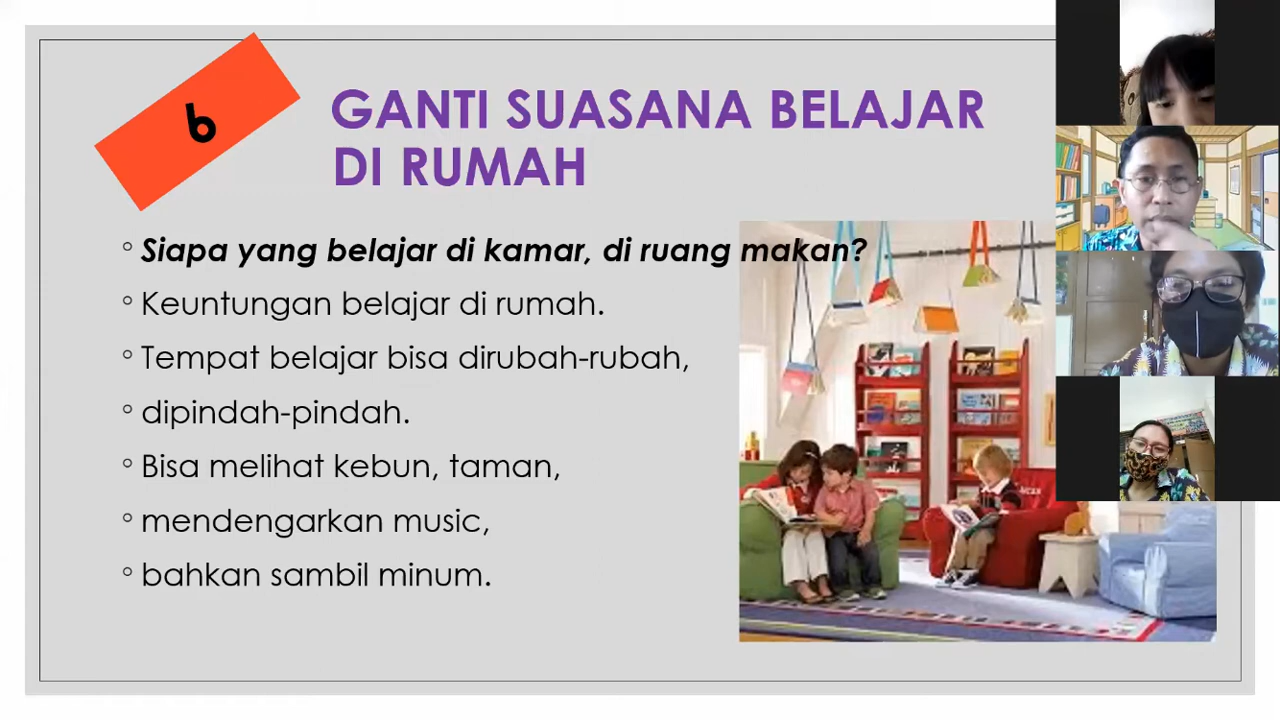 6
GANTI SUASANA BELAJAR
DI RUMAH
Siapa yang belajar di kamar, di ruang makan?
Keuntungan belajar di rumah.
Tempat belajar bisa dirubah-rubah,
dipindah-pindah.
Bisa melihat kebun, taman,
mendengarkan music,
bahkan sambil minum.